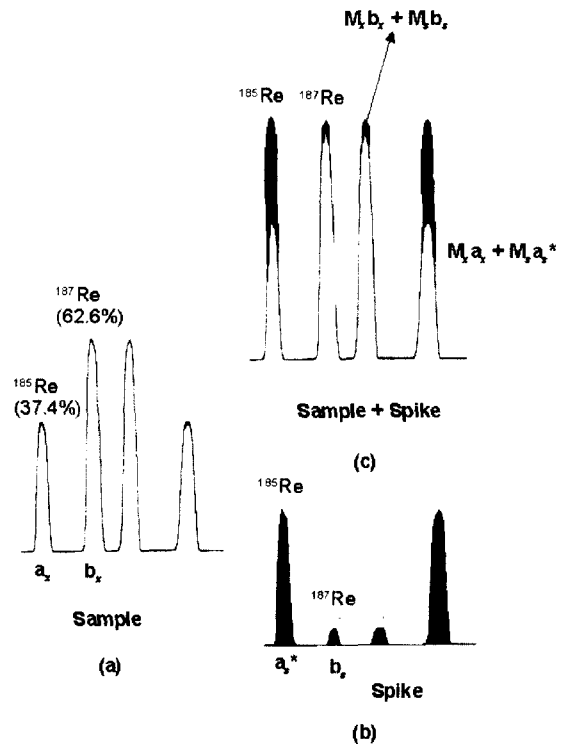 Mₓbₓ + Mₛbₛ
¹⁸⁵Re ¹⁸⁷Re
Mₓaₓ + Mₛaₛ*
¹⁸⁷Re
(62.6%)
¹⁸⁵Re
(37.4%)
aₓ bₓ
Sample
(a)
Sample + Spike
(c)
¹⁸⁵Re
¹⁸⁷Re
aₛ* bₛ
Spike
(b)